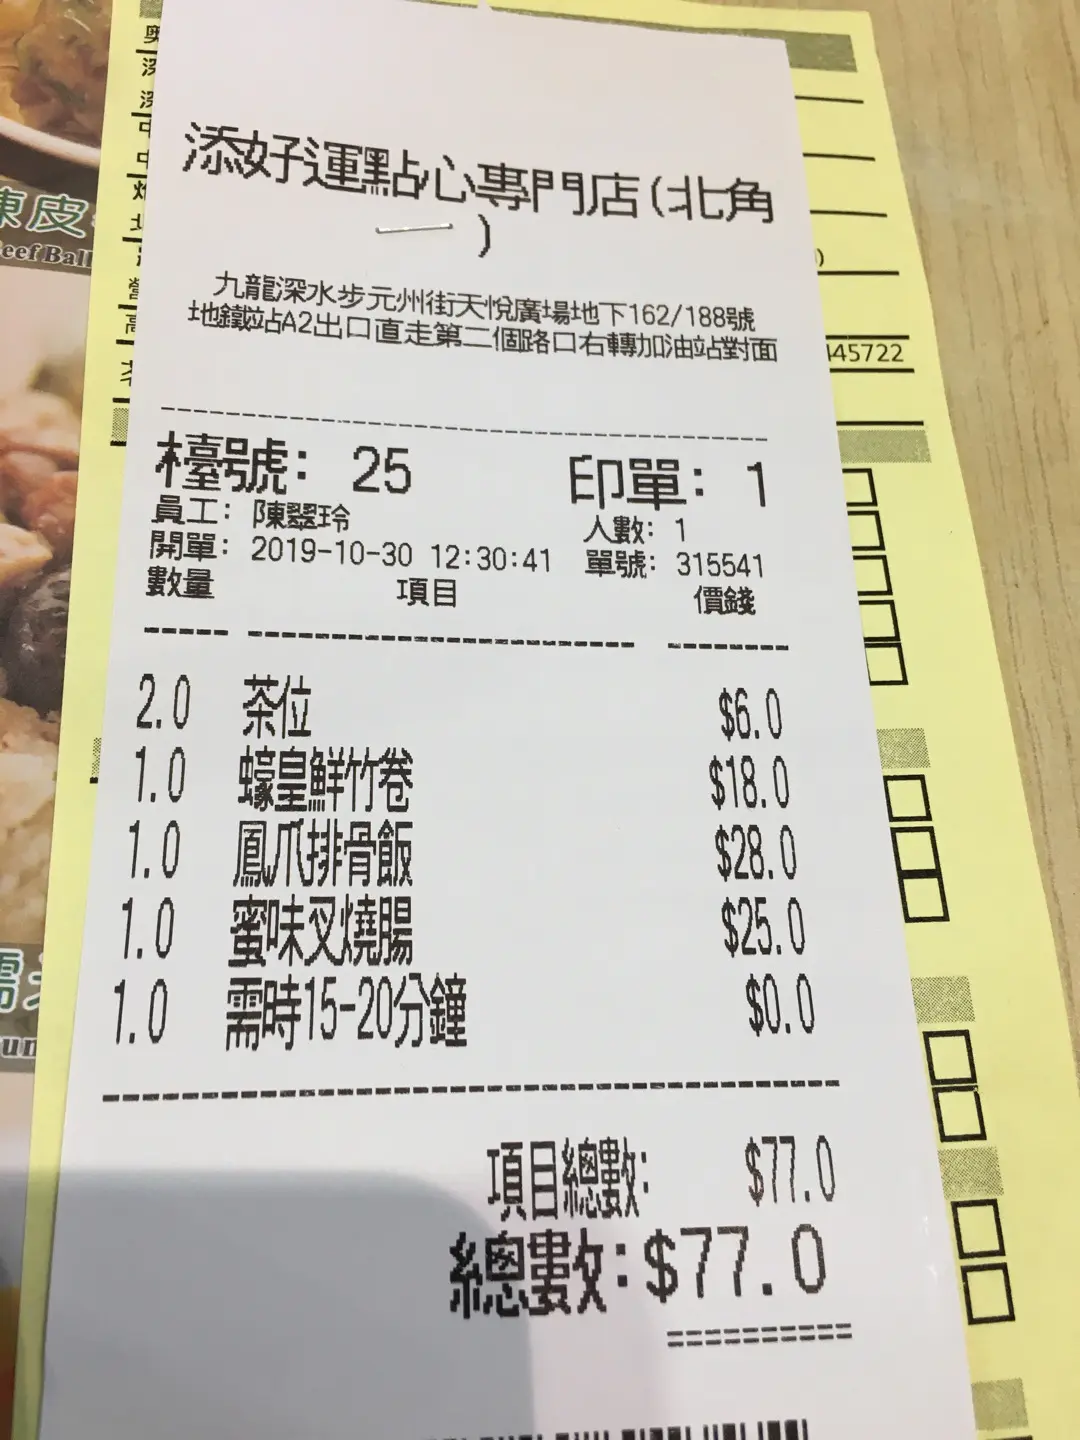 添好運點心專門店(北角
)
九龍深水步元州街天悅廣場地下162/188號
地鐵站A2出口直走第二個路口右轉加油站對面
檯號: 25 印單: 1
員工: 陳翠玲 人數: 1
開單: 2019-10-30 12:30:41 單號: 315541
數量 項目 價錢
2.0 茶位 $6.0
1.0 蠔皇鮮竹卷 $18.0
1.0 鳳爪排骨飯 $28.0
1.0 蜜味叉燒腸 $25.0
1.0 需時15-20分鐘 $0.0
項目總數: $77.0
總數: $77.0
陳皮
eef Ball
45722